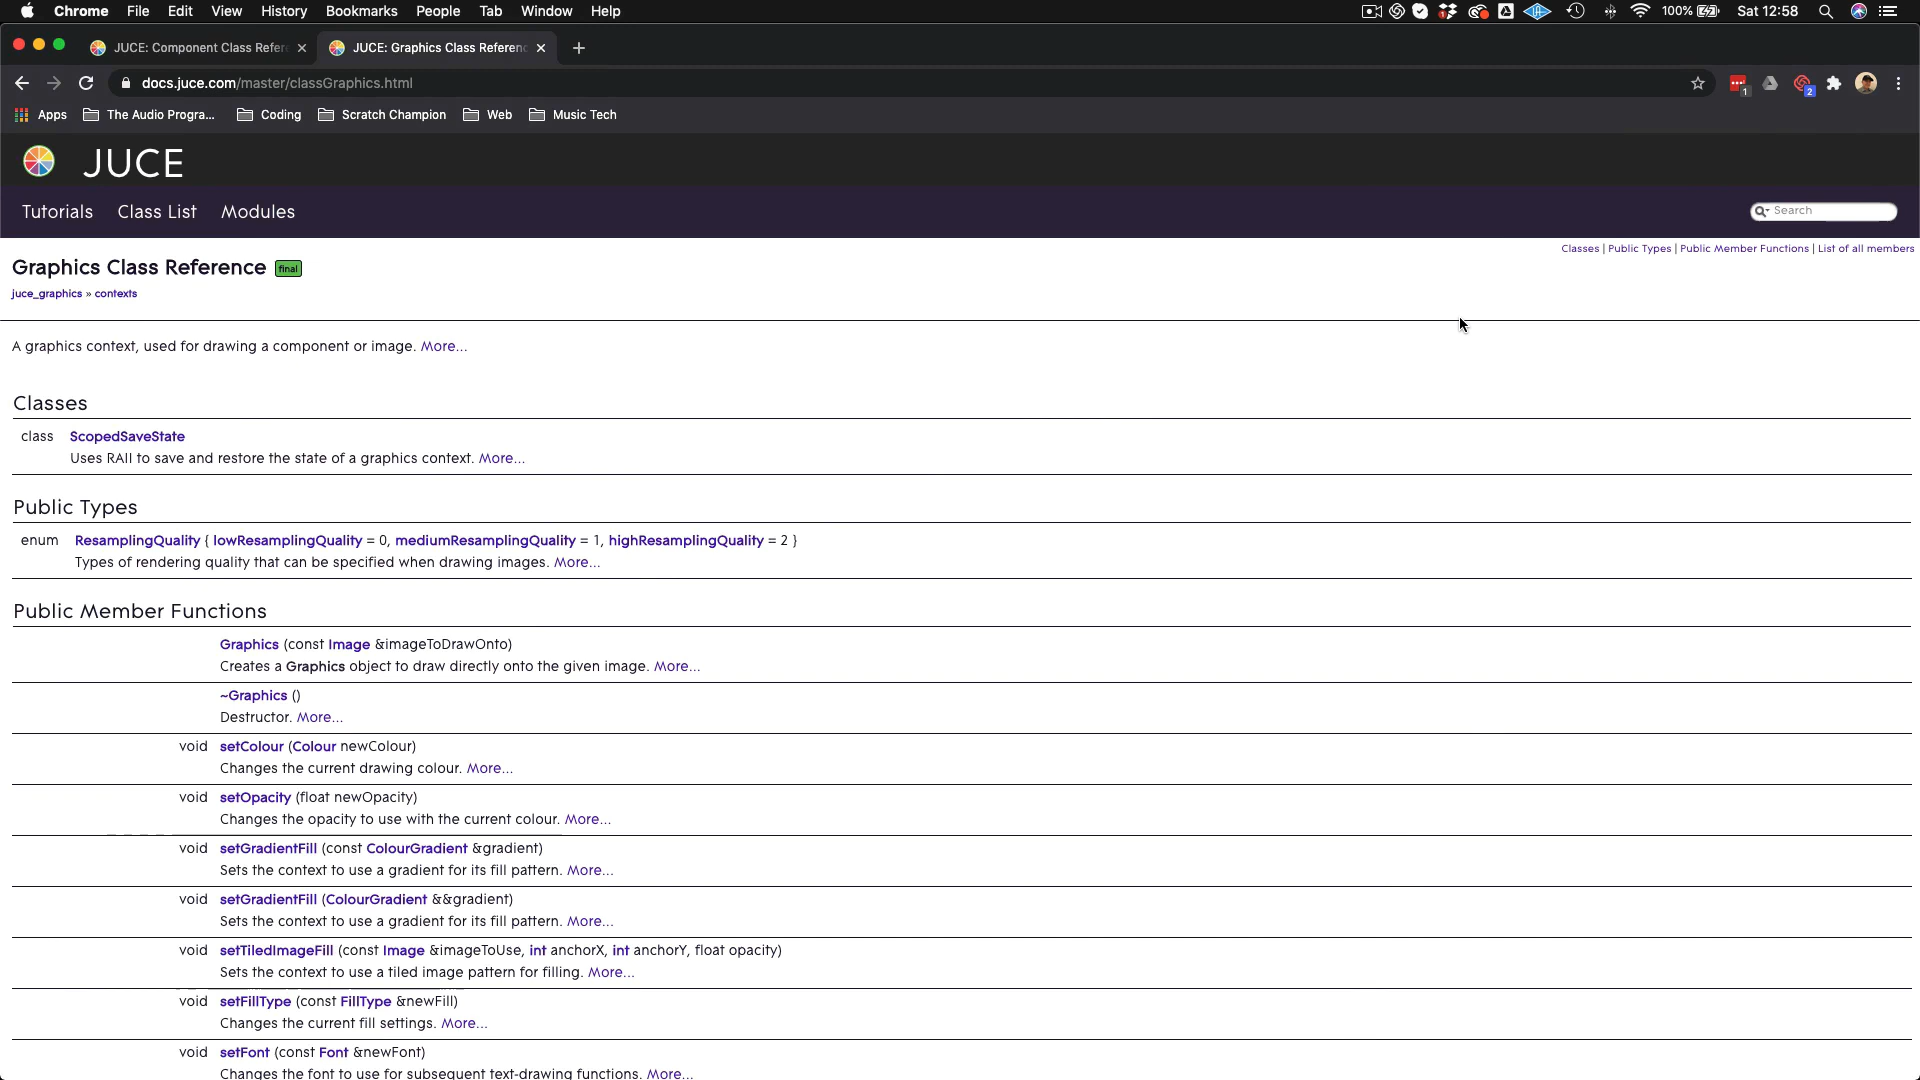 Chrome File Edit View History Bookmarks People Tab Window Help 100% Sat 12:58
JUCE: Component Class Refere JUCE: Graphics Class Referenc
docs.juce.com/master/classGraphics.html 1 2
Apps The Audio Progra... Coding Scratch Champion Web Music Tech
JUCE
Tutorials Class List Modules Search
Classes | Public Types | Public Member Functions | List of all members
Graphics Class Reference final
juce_graphics » contexts
A graphics context, used for drawing a component or image. More...
Classes
class ScopedSaveState
Uses RAII to save and restore the state of a graphics context. More...
Public Types
enum ResamplingQuality { lowResamplingQuality = 0, mediumResamplingQuality = 1, highResamplingQuality = 2 }
Types of rendering quality that can be specified when drawing images. More...
Public Member Functions
Graphics (const Image &imageToDrawOnto)
Creates a Graphics object to draw directly onto the given image. More...
~Graphics ()
Destructor. More...
void setColour (Colour newColour)
Changes the current drawing colour. More...
void setOpacity (float newOpacity)
Changes the opacity to use with the current colour. More...
void setGradientFill (const ColourGradient &gradient)
Sets the context to use a gradient for its fill pattern. More...
void setGradientFill (ColourGradient &&gradient)
Sets the context to use a gradient for its fill pattern. More...
void setTiledImageFill (const Image &imageToUse, int anchorX, int anchorY, float opacity)
Sets the context to use a tiled image pattern for filling. More...
void setFillType (const FillType &newFill)
Changes the current fill settings. More...
void setFont (const Font &newFont)
Changes the font to use for subsequent text-drawing functions. More...